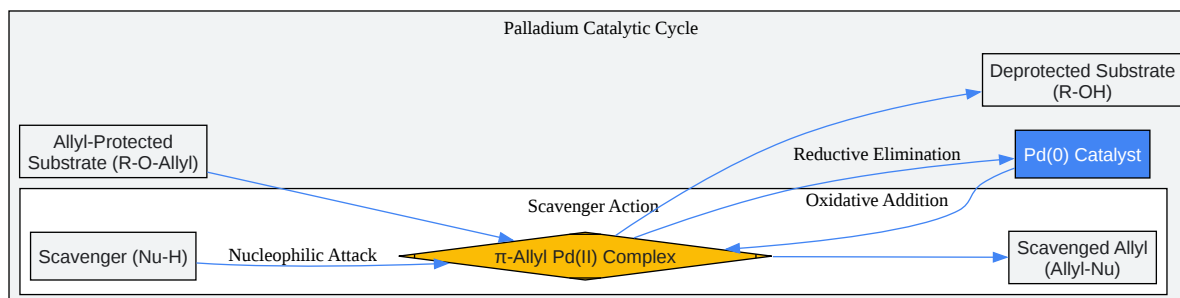 Palladium Catalytic Cycle
Deprotected Substrate
(R-OH)
Allyl-Protected
Substrate (R-O-Allyl)
Reductive Elimination
Pd(0) Catalyst
Scavenger Action
Oxidative Addition
Scavenger (Nu-H)
Nucleophilic Attack
π-Allyl Pd(II) Complex
Scavenged Allyl
(Allyl-Nu)